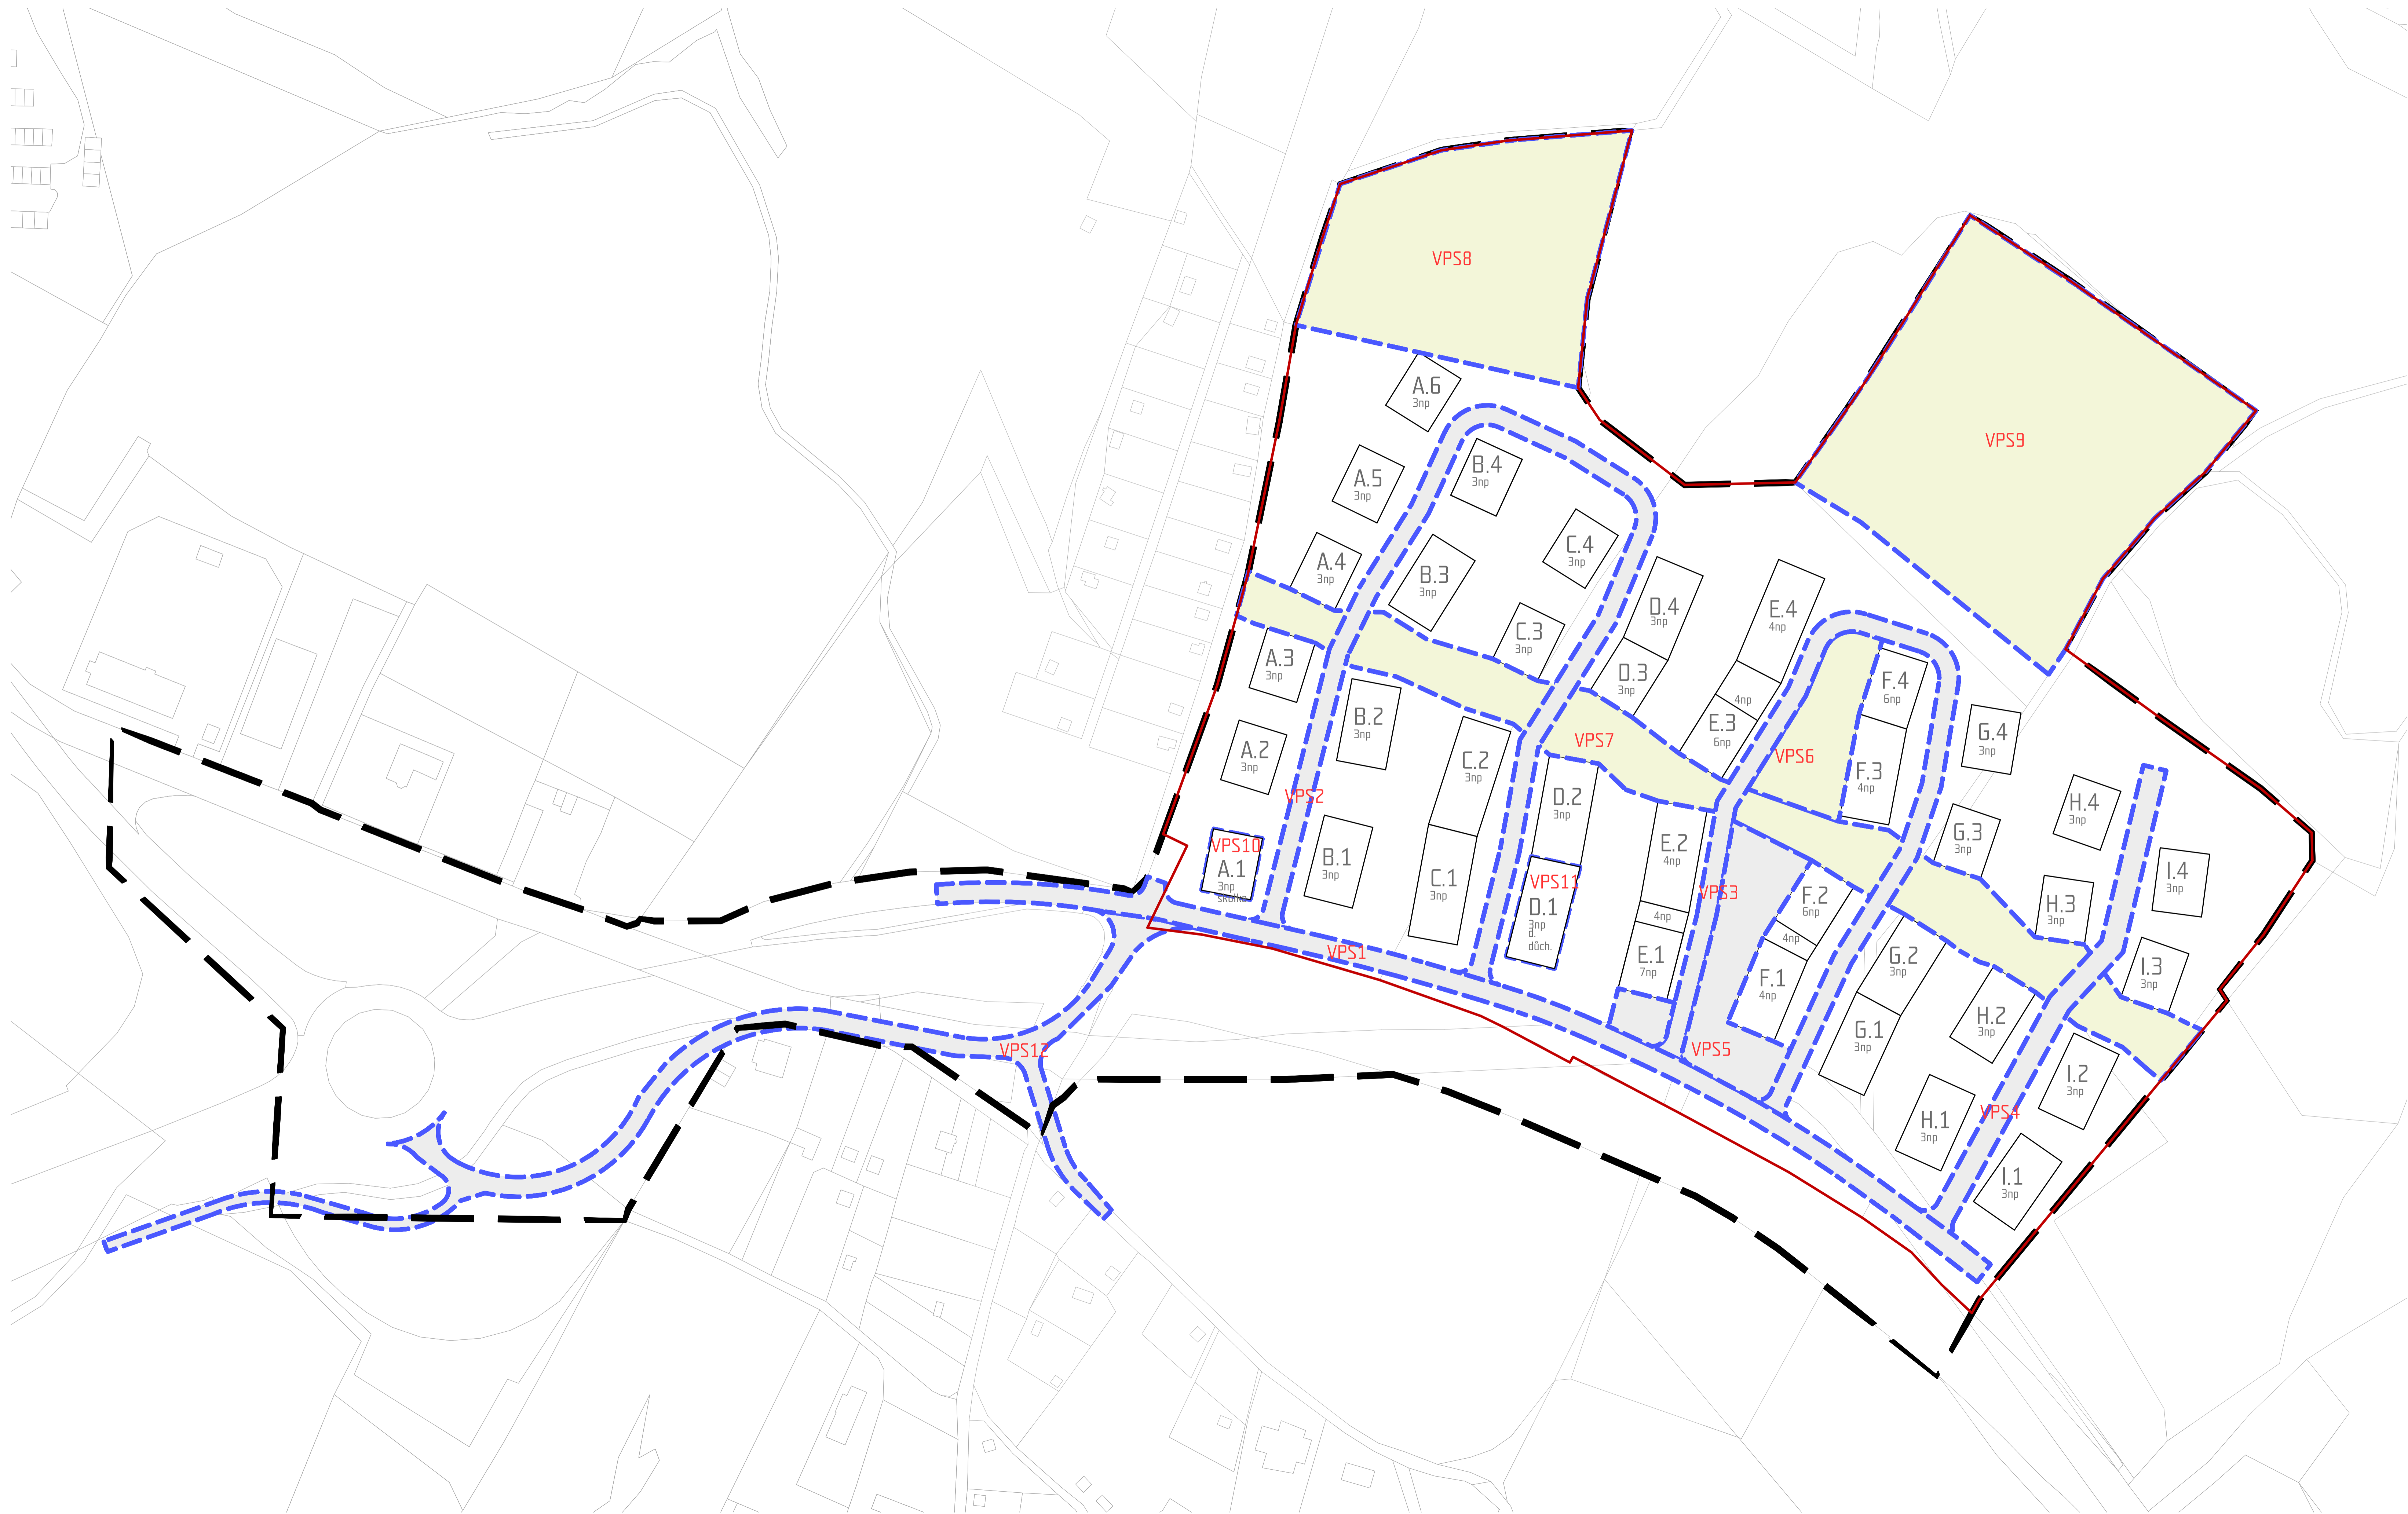 VPS8
VPS9
A.6
3np
A.5
3np
B.4
3np
A.4
3np
B.3
3np
C.4
3np
C.3
3np
D.4
3np
D.3
3np
E.4
4np
4np
E.3
6np
A.3
3np
A.2
3np
VPS2
B.2
3np
C.2
3np
VPS7
VPS6
F.4
6np
F.3
4np
G.4
3np
G.3
3np
H.4
3np
I.4
3np
H.3
3np
I.3
3np
VPS10
A.1
3np
školka
B.1
3np
C.1
3np
D.2
3np
VPS11
D.1
3np
d.
důch.
E.2
4np
4np
E.1
7np
VPS3
F.2
6np
4np
F.1
4np
G.2
3np
G.1
3np
H.2
3np
H.1
3np
I.2
3np
I.1
3np
VPS1
VPS5
VPS4
VPS12